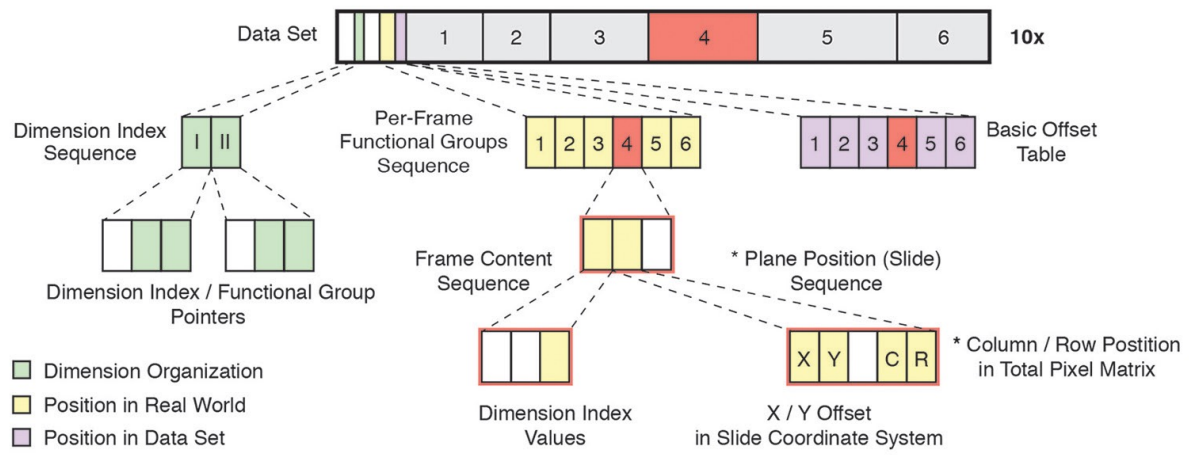 Data Set
1 2 3 4 5 6
10x
Dimension Index
Sequence
I II
Per-Frame
Functional Groups
Sequence
1 2 3 4 5 6
1 2 3 4 5 6
Basic Offset
Table
Frame Content
Sequence
* Plane Position (Slide)
Sequence
Dimension Index / Functional Group
Pointers
X Y C R
* Column / Row Postition
in Total Pixel Matrix
Dimension Organization
Position in Real World
Position in Data Set
Dimension Index
Values
X / Y Offset
in Slide Coordinate System